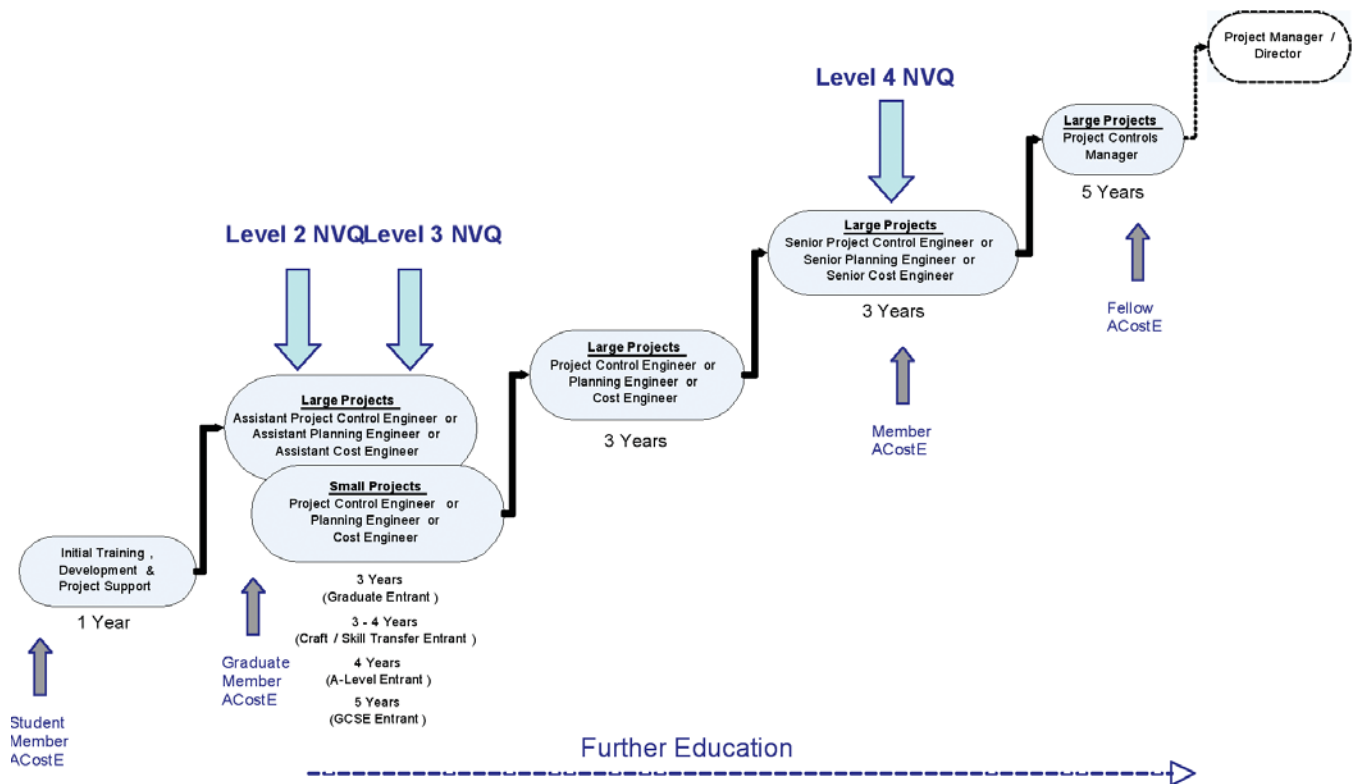 Project Manager /
Director
Level 4 NVQ
Large Projects
Project Controls
Manager
5 Years
Level 2 NVQ
Level 3 NVQ
Large Projects
Senior Project Control Engineer or
Senior Planning Engineer or
Senior Cost Engineer
3 Years
Fellow
ACostE
Large Projects
Project Control Engineer or
Planning Engineer or
Cost Engineer
3 Years
Member
ACostE
Large Projects
Assistant Project Control Engineer or
Assistant Planning Engineer or
Assistant Cost Engineer
Small Projects
Project Control Engineer or
Planning Engineer or
Cost Engineer
Initial Training ,
Development &
Project Support
1 Year
3 Years
(Graduate Entrant )
3 - 4 Years
(Craft / Skill Transfer Entrant )
4 Years
(A-Level Entrant )
5 Years
(GCSE Entrant )
Graduate
Member
ACostE
Student
Member
ACostE
Further Education